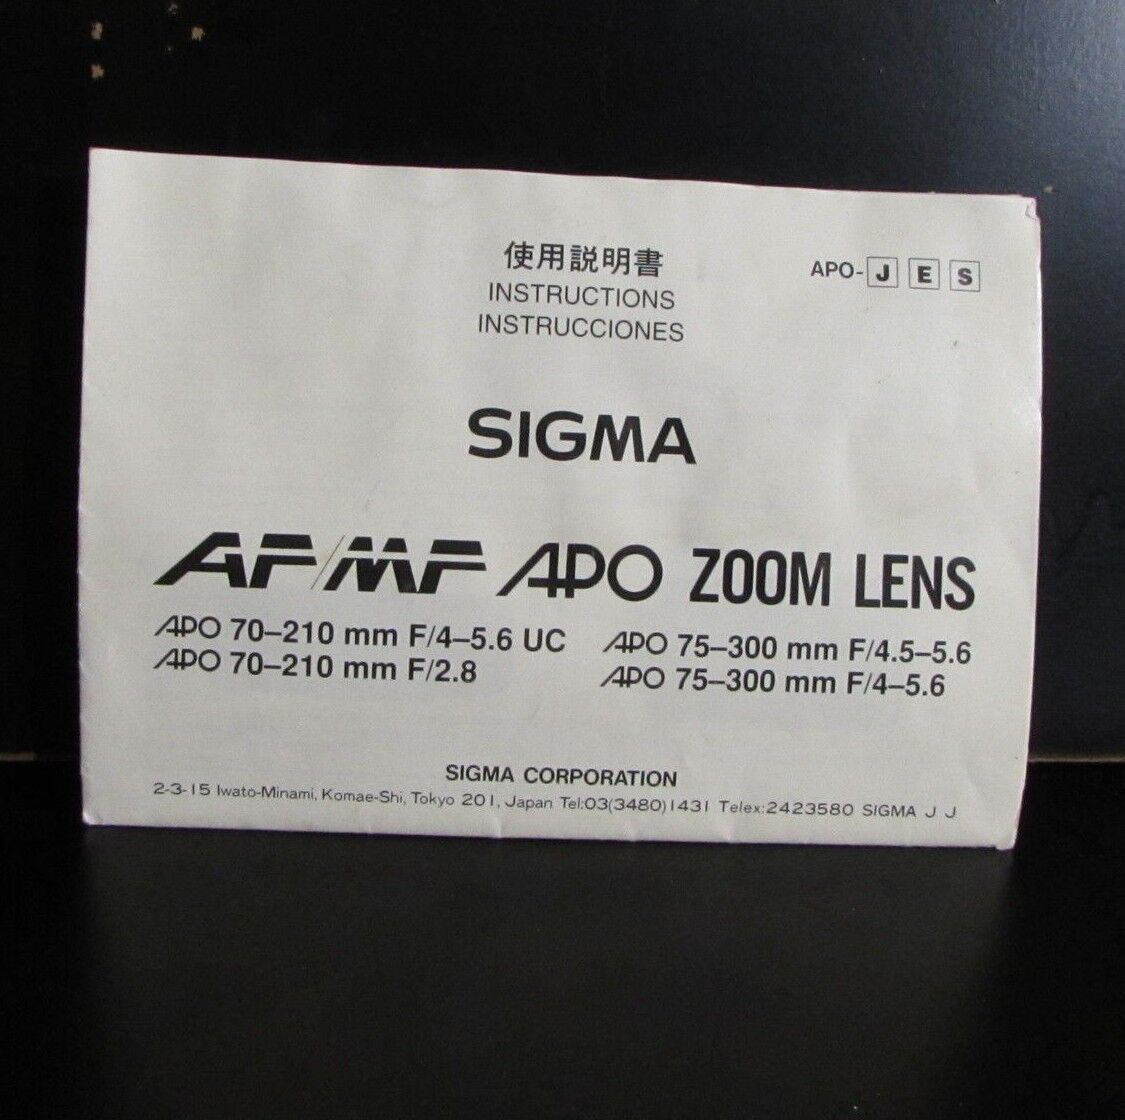 使用説明書
INSTRUCTIONS
INSTRUCCIONES
APO- J E S
SIGMA
AF/MF APO ZOOM LENS
APO 70–210 mm F/4–5.6 UC
APO 70–210 mm F/2.8
APO 75–300 mm F/4.5–5.6
APO 75–300 mm F/4–5.6
SIGMA CORPORATION
2-3-15 Iwato-Minami, Komae-Shi, Tokyo 201, Japan Tel:03(3480)1431 Telex:2423580 SIGMA J J